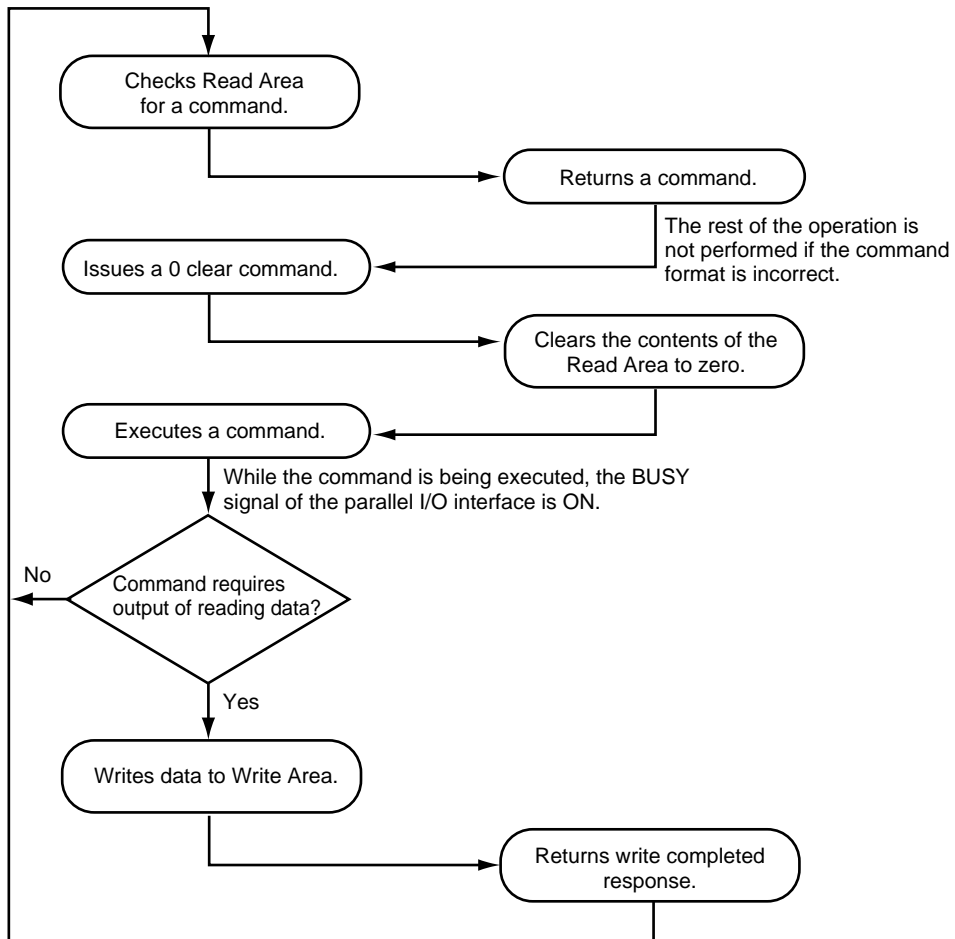 Checks Read Area
for a command.
Returns a command.
The rest of the operation is
not performed if the command
format is incorrect.
Issues a 0 clear command.
Clears the contents of the
Read Area to zero.
Executes a command.
While the command is being executed, the BUSY
signal of the parallel I/O interface is ON.
No
Command requires
output of reading data?
Yes
Writes data to Write Area.
Returns write completed
response.